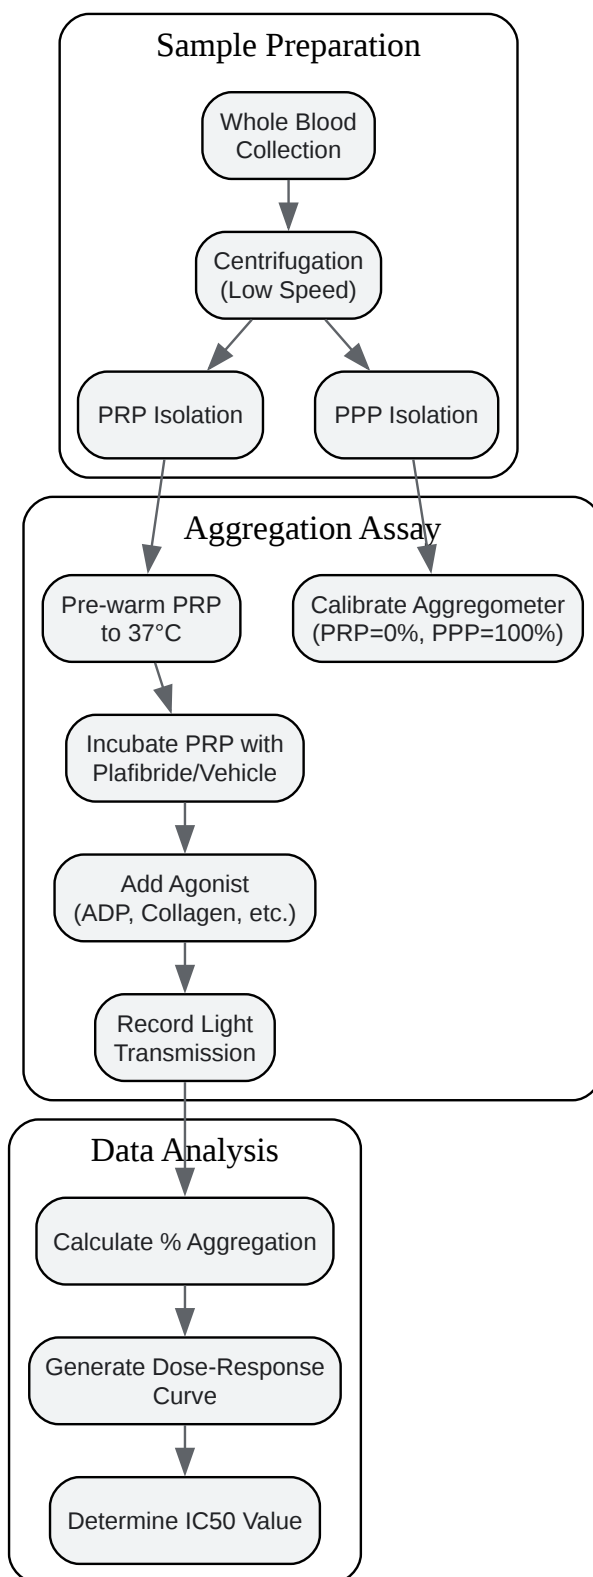 Sample Preparation
Whole Blood
Collection
Centrifugation
(Low Speed)
PRP Isolation
PPP Isolation
Aggregation Assay
Pre-warm PRP
to 37°C
Calibrate Aggregometer
(PRP=0%, PPP=100%)
Incubate PRP with
Plafibride/Vehicle
Add Agonist
(ADP, Collagen, etc.)
Record Light
Transmission
Data Analysis
Calculate % Aggregation
Generate Dose-Response
Curve
Determine IC50 Value